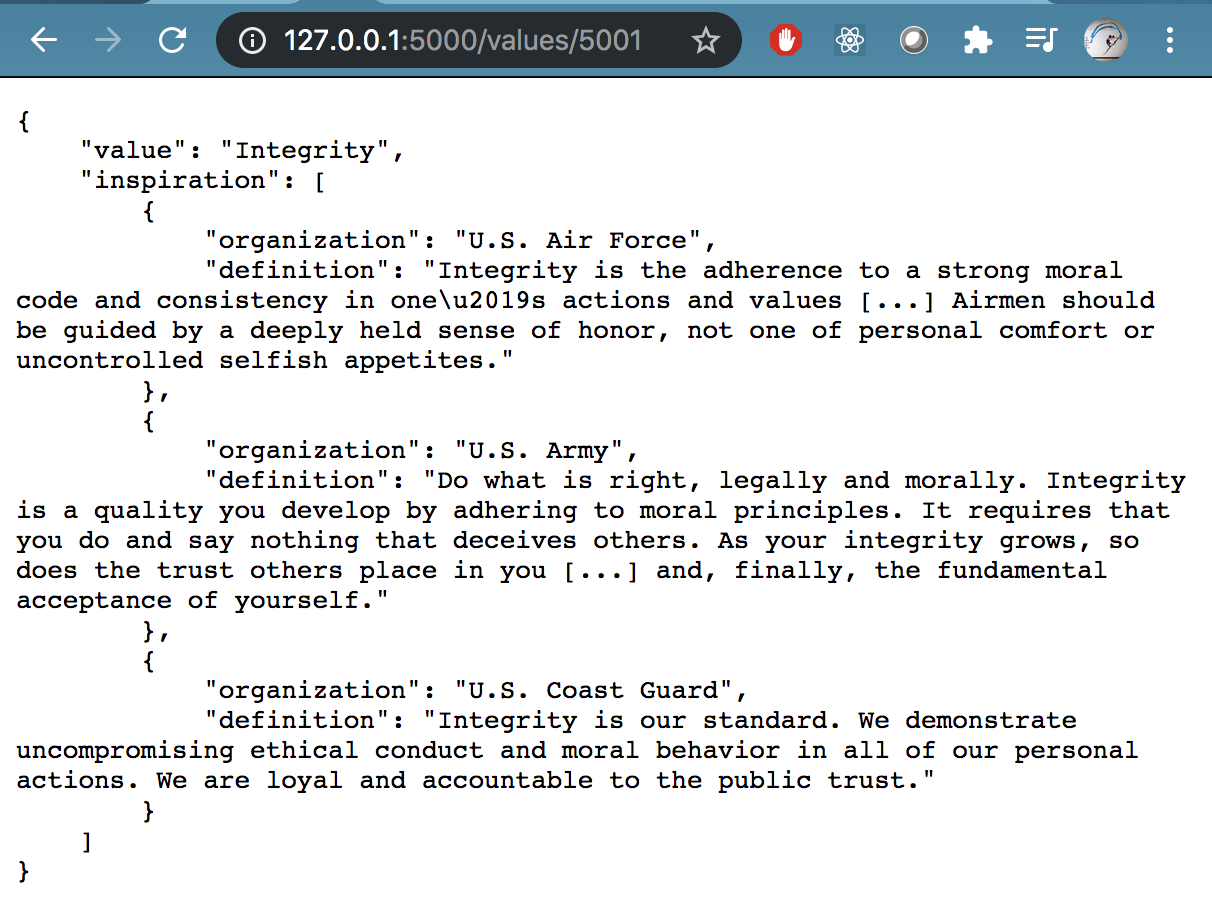 127.0.0.1:5000/values/5001
{
    "value": "Integrity",
    "inspiration": [
        {
            "organization": "U.S. Air Force",
            "definition": "Integrity is the adherence to a strong moral
code and consistency in one\u2019s actions and values [...] Airmen should
be guided by a deeply held sense of honor, not one of personal comfort or
uncontrolled selfish appetites."
        },
        {
            "organization": "U.S. Army",
            "definition": "Do what is right, legally and morally. Integrity
is a quality you develop by adhering to moral principles. It requires that
you do and say nothing that deceives others. As your integrity grows, so
does the trust others place in you [...] and, finally, the fundamental
acceptance of yourself."
        },
        {
            "organization": "U.S. Coast Guard",
            "definition": "Integrity is our standard. We demonstrate
uncompromising ethical conduct and moral behavior in all of our personal
actions. We are loyal and accountable to the public trust."
        }
    ]
}